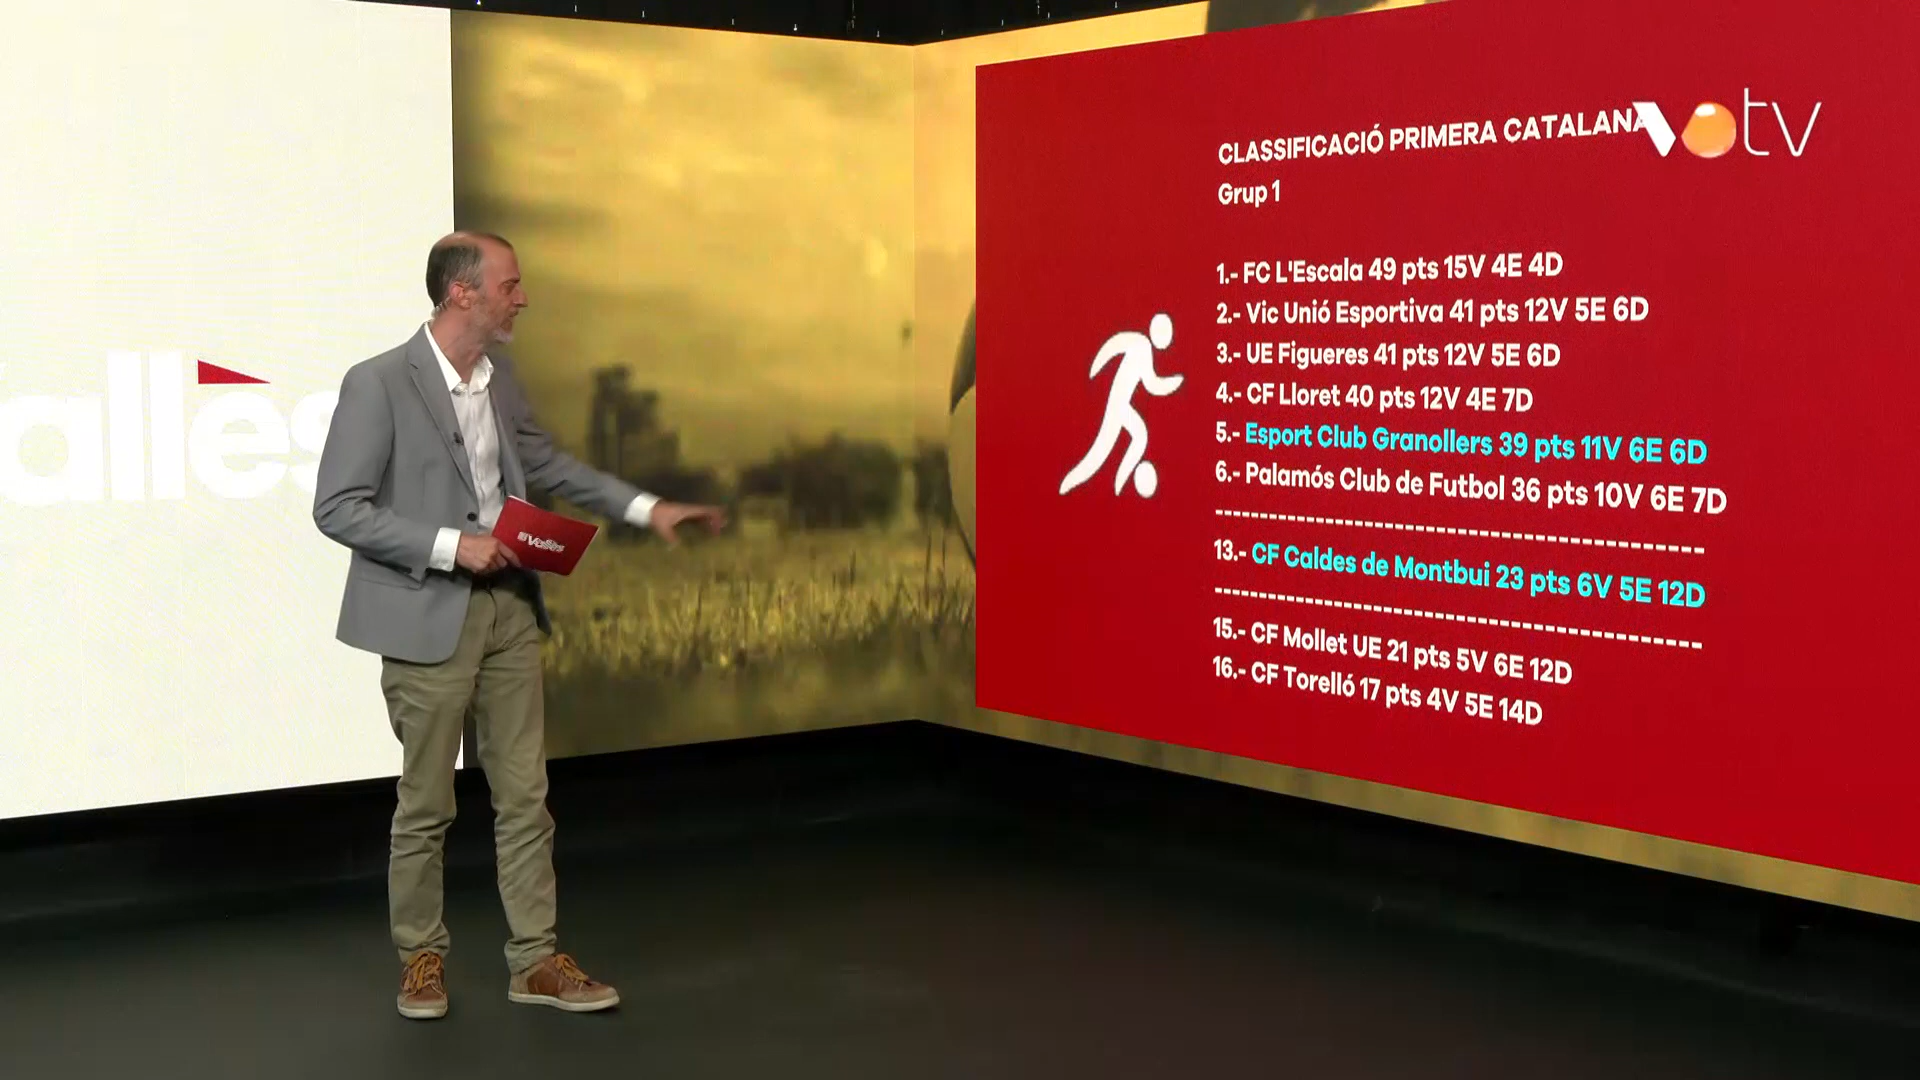 votv
CLASSIFICACIÓ PRIMERA CATALANA
Grup 1
1.- FC L'Escala 49 pts 15V 4E 4D
2.- Vic Unió Esportiva 41 pts 12V 5E 6D
3.- UE Figueres 41 pts 12V 5E 6D
4.- CF Lloret 40 pts 12V 4E 7D
5.- Esport Club Granollers 39 pts 11V 6E 6D
6.- Palamós Club de Futbol 36 pts 10V 6E 7D
--------------------------------------
13.- CF Caldes de Montbui 23 pts 6V 5E 12D
--------------------------------------
15.- CF Mollet UE 21 pts 5V 6E 12D
16.- CF Torelló 17 pts 4V 5E 14D
allès
Vallès